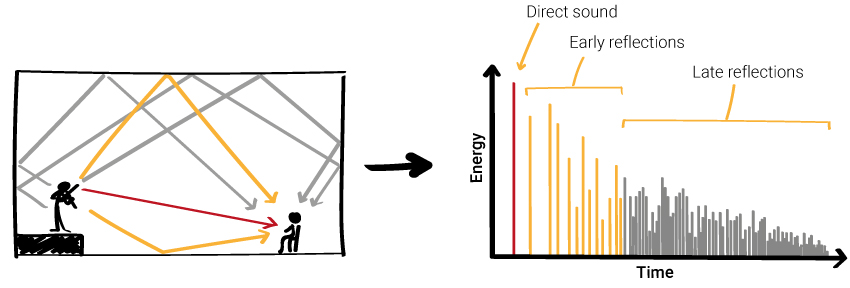 Direct sound
Early reflections
Late reflections
Energy
Time